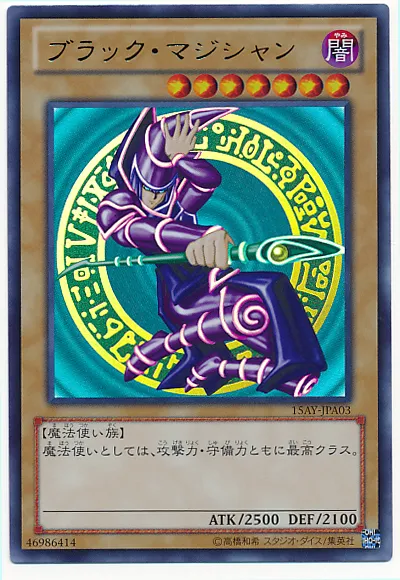 ブラック・マジシャン
闇
やみ
15AY-JPA03
【魔法使い族】
魔法使いとしては、攻撃力・守備力ともに最高クラス。
ATK/2500 DEF/2100
46986414
©高橋和希 スタジオ・ダイス/集英社